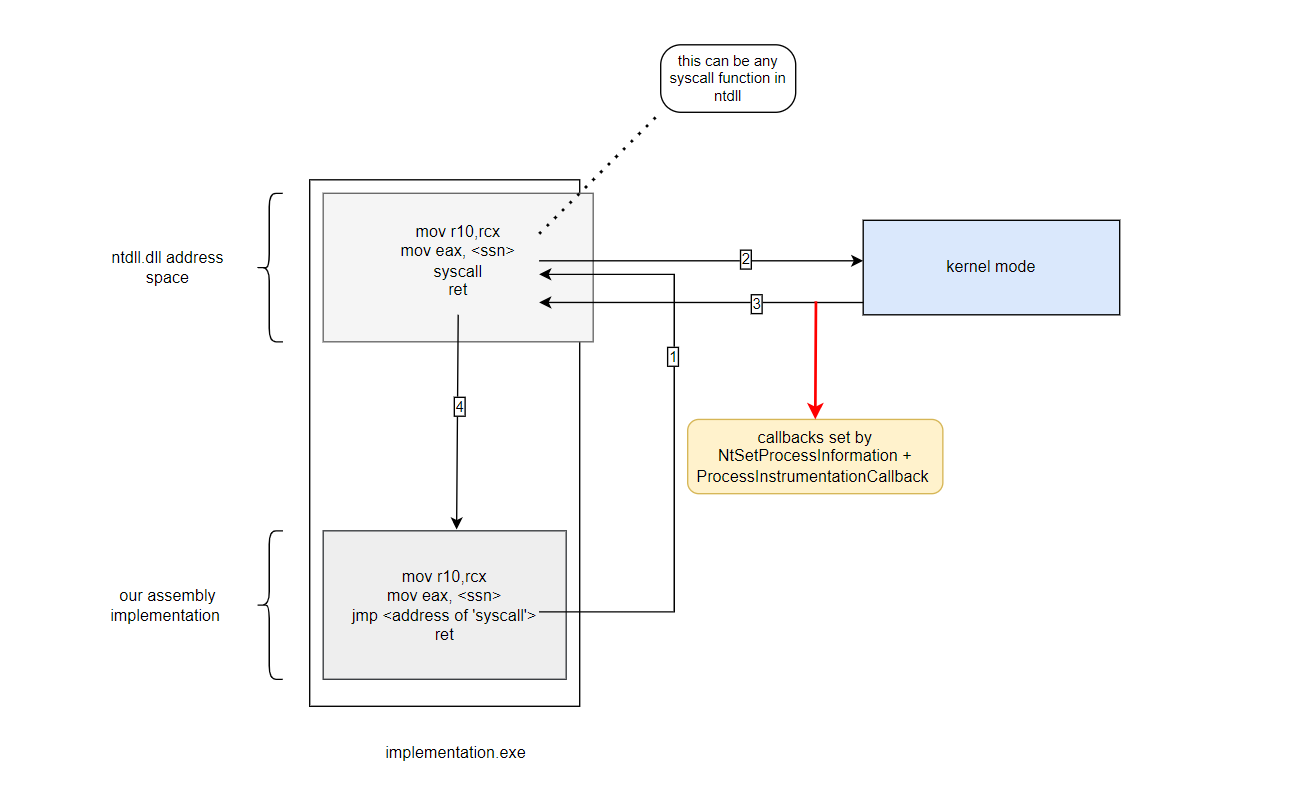 this can be any
syscall function in
ntdll
mov r10,rcx
mov eax, <ssn>
syscall
ret
ntdll.dll address
space
2
kernel mode
3
1
4
callbacks set by
NtSetProcessInformation +
ProcessInstrumentationCallback
mov r10,rcx
mov eax, <ssn>
jmp <address of 'syscall'>
ret
our assembly
implementation
implementation.exe